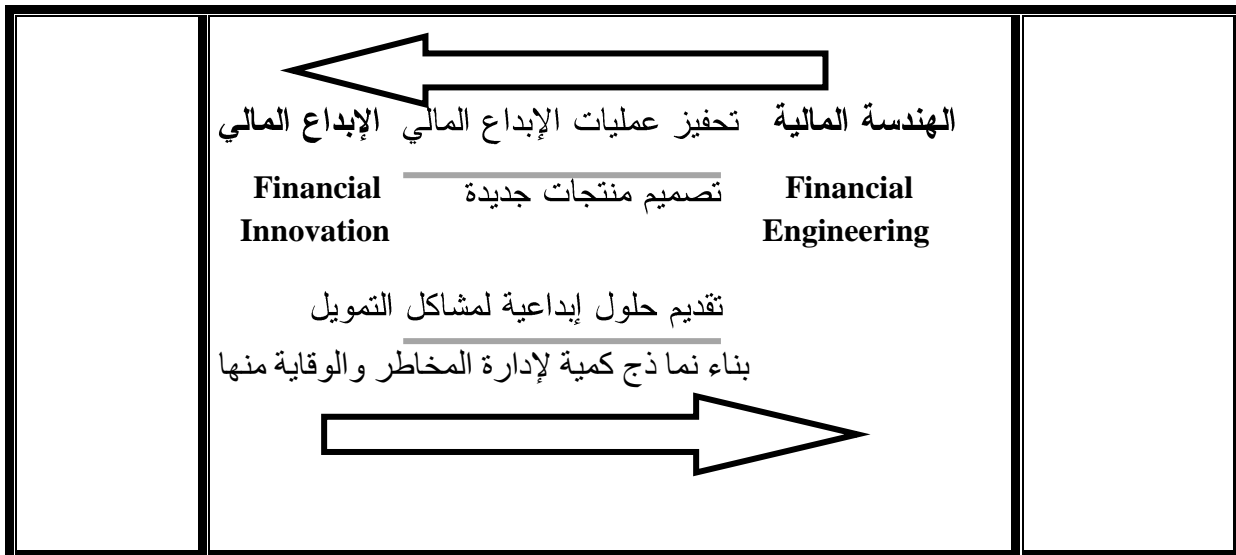 الهندسة المالية تحفيز عمليات الإبداع المالي الإبداع المالي
Financial Engineering
تصميم منتجات جديدة
Financial Innovation
تقديم حلول إبداعية لمشاكل التمويل
بناء نما ذج كمية لإدارة المخاطر والوقاية منها